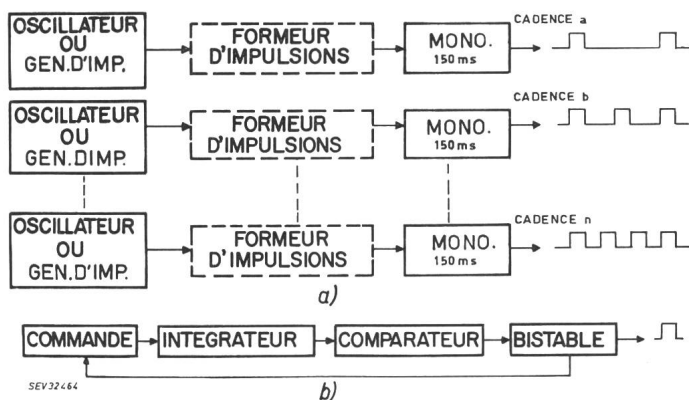 OSCILLATEUR
OU
GEN.D'IMP.
FORMEUR
D'IMPULSIONS
MONO.
150 ms
CADENCE a
OSCILLATEUR
OU
GEN.DIMP.
FORMEUR
D'IMPULSIONS
MONO.
150 ms
CADENCE b
OSCILLATEUR
OU
GEN.D'IMP.
FORMEUR
D'IMPULSIONS
MONO.
150 ms
CADENCE n
a)
COMMANDE
INTEGRATEUR
COMPARATEUR
BISTABLE
SEV32464
b)